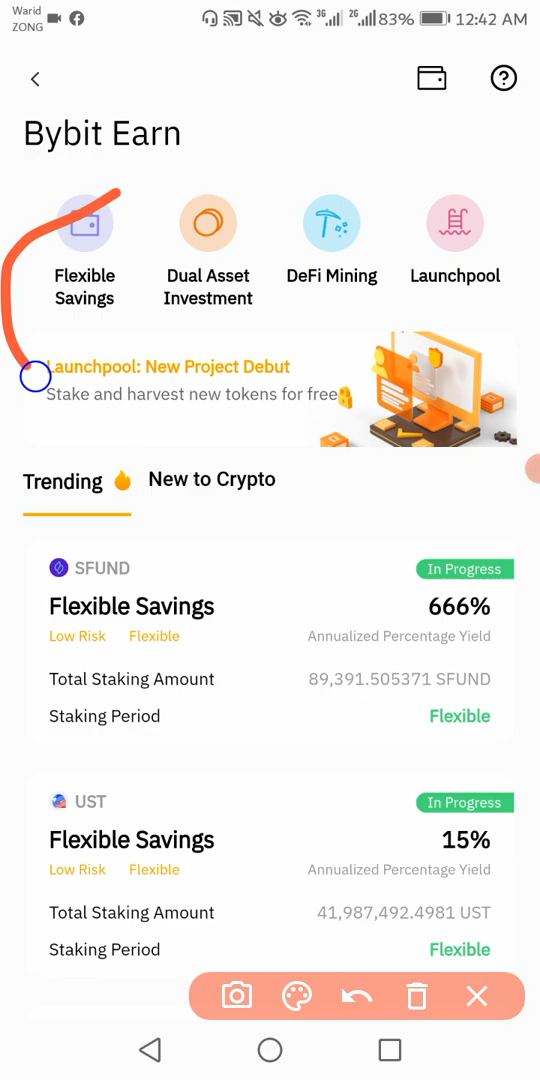 Warid
ZONG
3G
2G
83%
12:42 AM
Bybit Earn
Flexible
Savings
Dual Asset
Investment
DeFi Mining
Launchpool
Launchpool: New Project Debut
Stake and harvest new tokens for free
Trending
New to Crypto
SFUND
In Progress
Flexible Savings
666%
Low Risk
Flexible
Annualized Percentage Yield
Total Staking Amount
89,391.505371 SFUND
Staking Period
Flexible
UST
In Progress
Flexible Savings
15%
Low Risk
Flexible
Annualized Percentage Yield
Total Staking Amount
41,987,492.4981 UST
Staking Period
Flexible